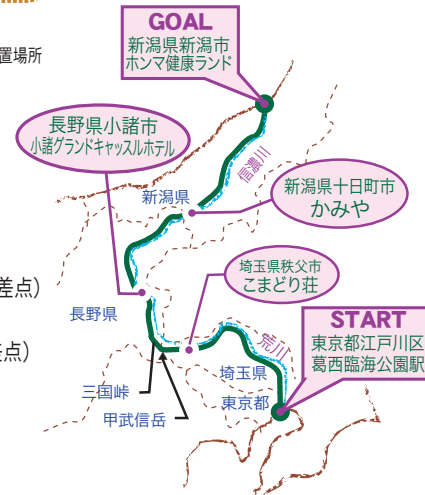 GOAL
新潟県新潟市
ホンマ健康ランド
置場所
長野県小諸市
小諸グランドキャッスルホテル
信濃川
新潟県
新潟県十日町市
かみや
差点）
埼玉県秩父市
こまどり荘
長野県
荒川
START
東京都江戸川区
葛西臨海公園駅
点）
埼玉県
三国峠
東京都
甲武信岳